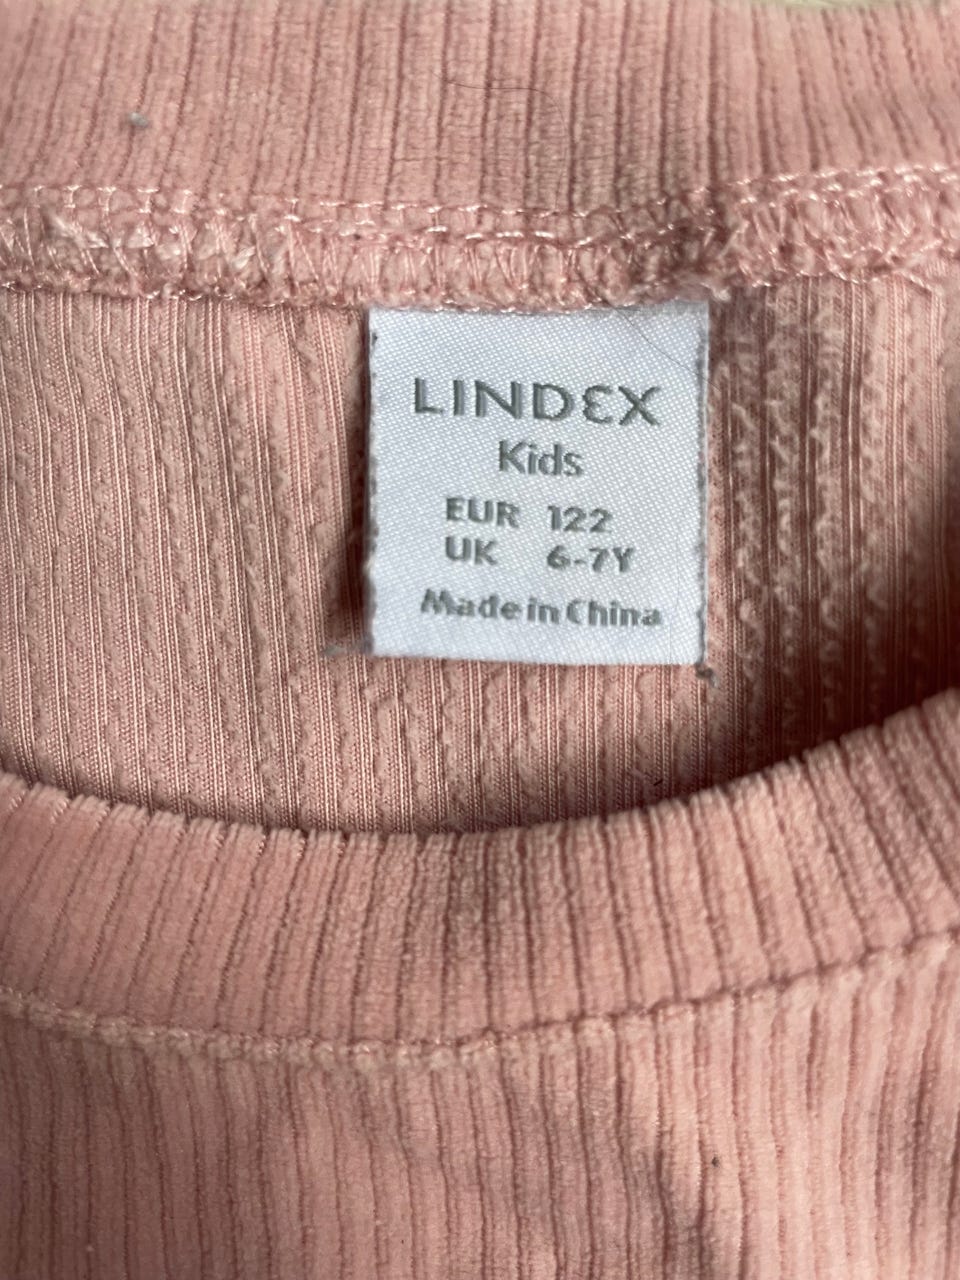 LINDEX
Kids
EUR 122
UK 6-7Y
Made in China